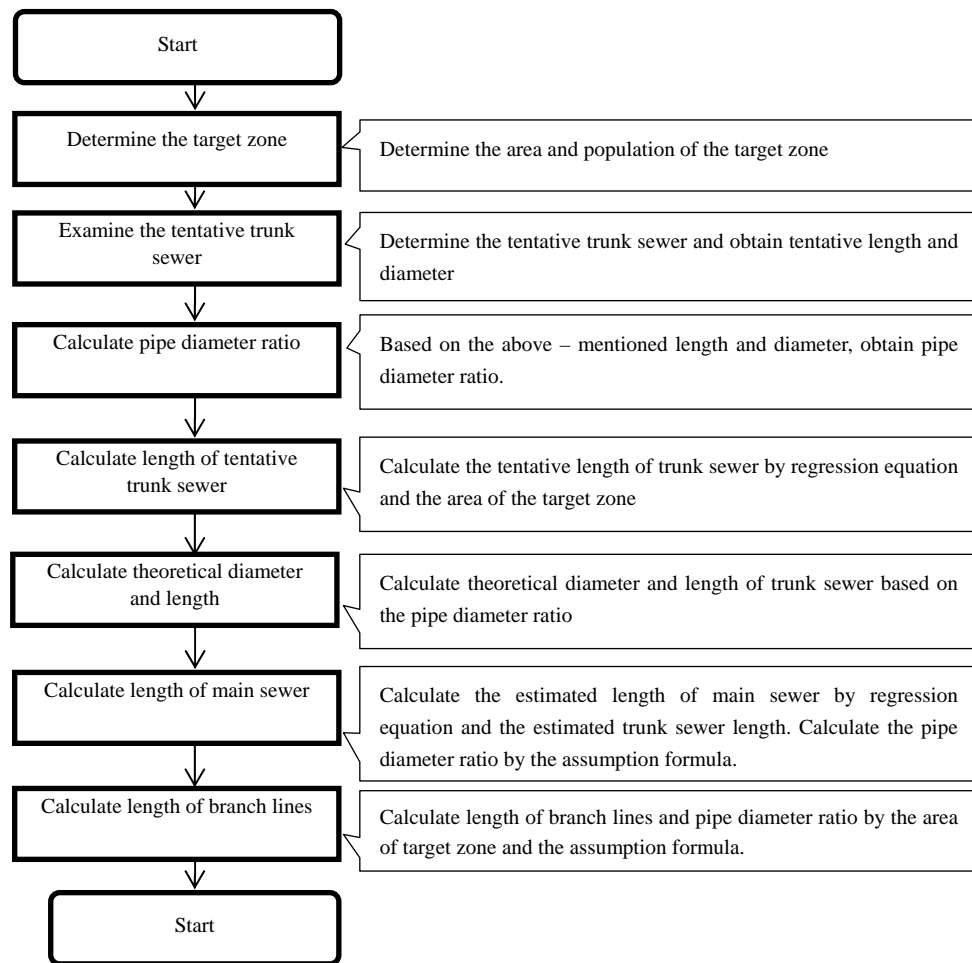 Start
Determine the target zone
Determine the area and population of the target zone
Examine the tentative trunk
sewer
Determine the tentative trunk sewer and obtain tentative length and
diameter
Calculate pipe diameter ratio
Based on the above – mentioned length and diameter, obtain pipe
diameter ratio.
Calculate length of tentative
trunk sewer
Calculate the tentative length of trunk sewer by regression equation
and the area of the target zone
Calculate theoretical diameter
and length
Calculate theoretical diameter and length of trunk sewer based on
the pipe diameter ratio
Calculate length of main sewer
Calculate the estimated length of main sewer by regression
equation and the estimated trunk sewer length. Calculate the pipe
diameter ratio by the assumption formula.
Calculate length of branch lines
Calculate length of branch lines and pipe diameter ratio by the area
of target zone and the assumption formula.
Start